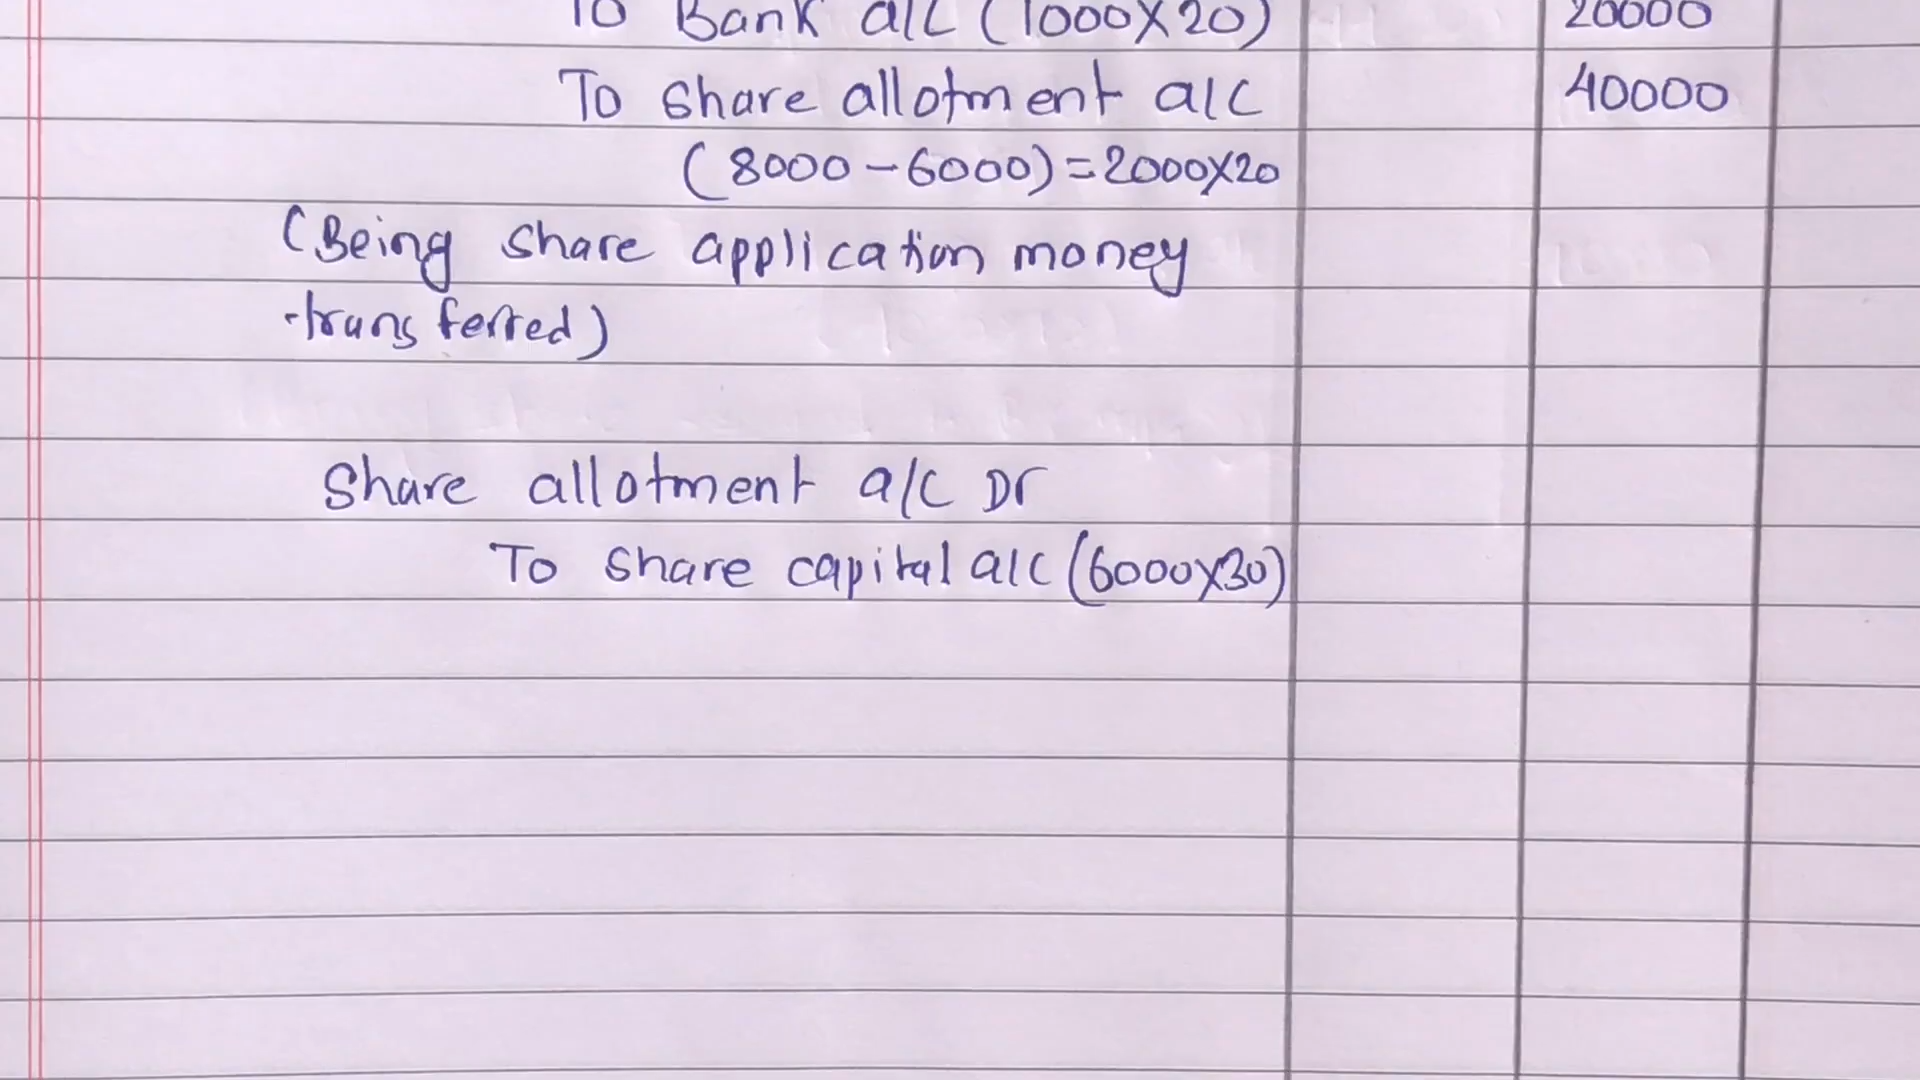 To Bank a/c (1000X20) 20000
To share allotment a/c 40000
(8000-6000)=2000X20
(Being share application money
transferred)
Share allotment a/c Dr
To share capital a/c (6000X30)